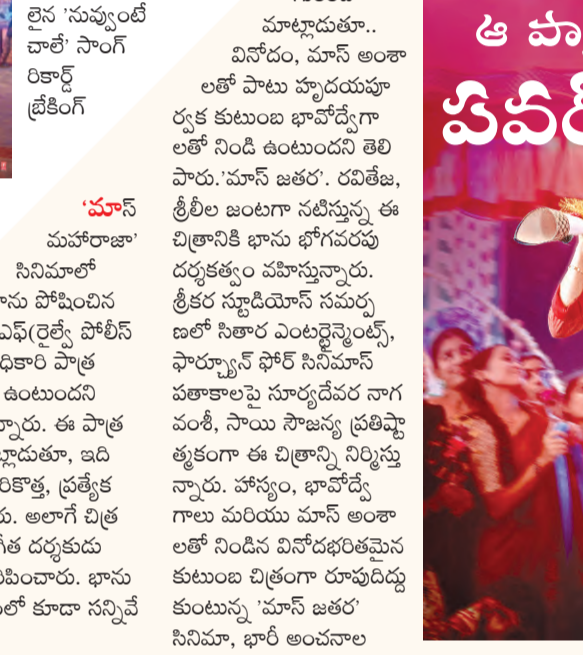 లైన 'నువ్వుంటే
చాలే' సాంగ్
రికార్డ్
బ్రేకింగ్
'మాస్
మహారాజా'
సినిమాలో
పోషించిన
పోలీస్
పాత్ర
ఉంటుందని
ఈ పాత్ర
ఇది
ప్రత్యేక
అలాగే చిత్ర
దర్శకుడు
భాను
కూడా సన్నివే
మాట్లాడుతూ..
వినోదం, మాస్ అంశా
లతో పాటు హృదయపూ
ర్వక కుటుంబ భావోద్వేగా
లతో నిండి ఉంటుందని తెలి
పారు.'మాస్ జతర'. రవితేజ,
శ్రీలీల జంటగా నటిస్తున్న ఈ
చిత్రానికి భాను భోగవరపు
దర్శకత్వం వహిస్తున్నారు.
శ్రీకర స్టూడియోస్ సమర్ప
ణలో సితార ఎంటర్టైన్మెంట్స్,
ఫార్చ్యూన్ ఫోర్ సినిమాస్
పతాకాలపై సూర్యదేవర నాగ
వంశీ, సాయి సౌజన్య ప్రతిష్టా
త్మకంగా ఈ చిత్రాన్ని నిర్మిస్తు
న్నారు. హాస్యం, భావోద్వే
గాలు మరియు మాస్ అంశా
లతో నిండిన వినోదభరితమైన
కుటుంబ చిత్రంగా రూపుదిద్దు
కుంటున్న 'మాస్ జతర'
సినిమా, భారీ అంచనాల
ఆ